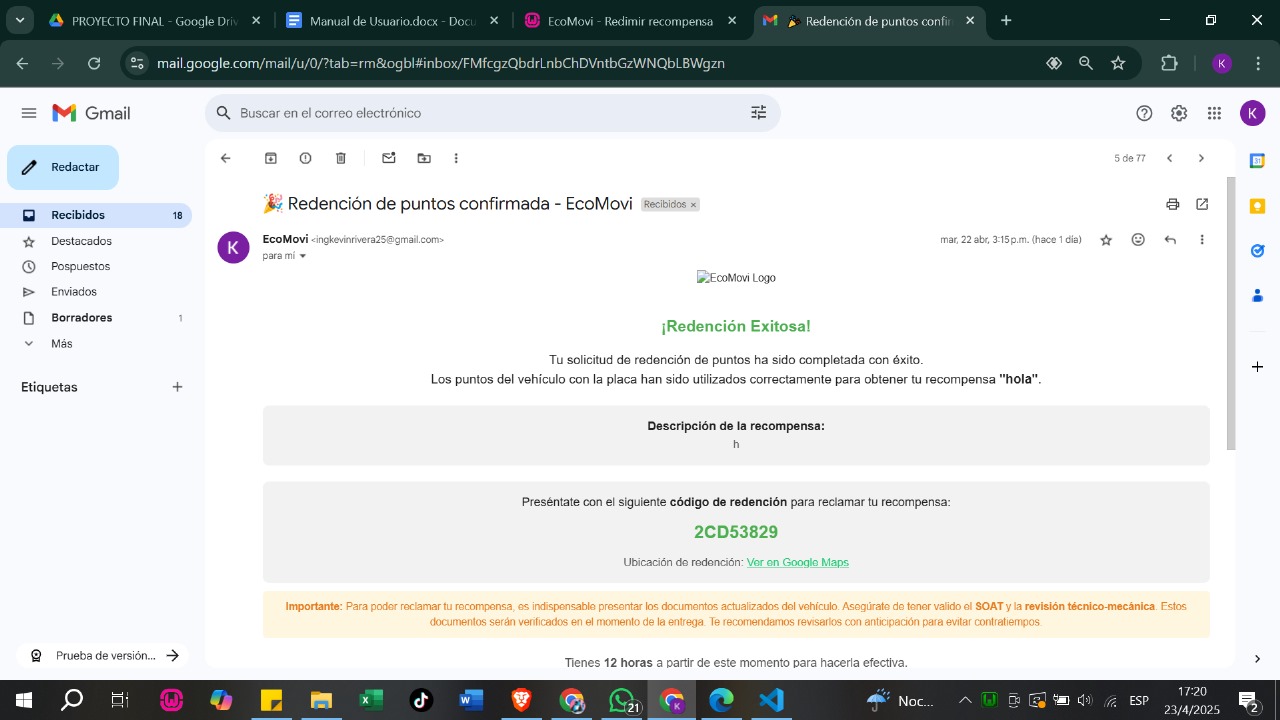 PROYECTO FINAL - Google Driv
Manual de Usuario.docx - Docu
EcoMovi - Redimir recompensa
🎉 Redención de puntos confir
mail.google.com/mail/u/0/?tab=rm&ogbl#inbox/FMfcgzQbdrLnbChDVntbGzWNQbLBWgzn
K
Gmail
Buscar en el correo electrónico
K
Redactar
5 de 77
Recibidos 18
Destacados
Pospuestos
Enviados
Borradores 1
Más
Etiquetas
🎉 Redención de puntos confirmada - EcoMovi Recibidos ×
K
EcoMovi <ingkevinrivera25@gmail.com>
mar, 22 abr, 3:15 p.m. (hace 1 día)
para mí
EcoMovi Logo
¡Redención Exitosa!
Tu solicitud de redención de puntos ha sido completada con éxito.
Los puntos del vehículo con la placa han sido utilizados correctamente para obtener tu recompensa "hola".
Descripción de la recompensa:
h
Preséntate con el siguiente código de redención para reclamar tu recompensa:
2CD53829
Ubicación de redención: Ver en Google Maps
Importante: Para poder reclamar tu recompensa, es indispensable presentar los documentos actualizados del vehículo. Asegúrate de tener valido el SOAT y la revisión técnico-mecánica. Estos
documentos serán verificados en el momento de la entrega. Te recomendamos revisarlos con anticipación para evitar contratiempos.
Tienes 12 horas a partir de este momento para hacerla efectiva.
Prueba de versión...
31
21
K
Noc...
ESP
17:20
23/4/2025
2